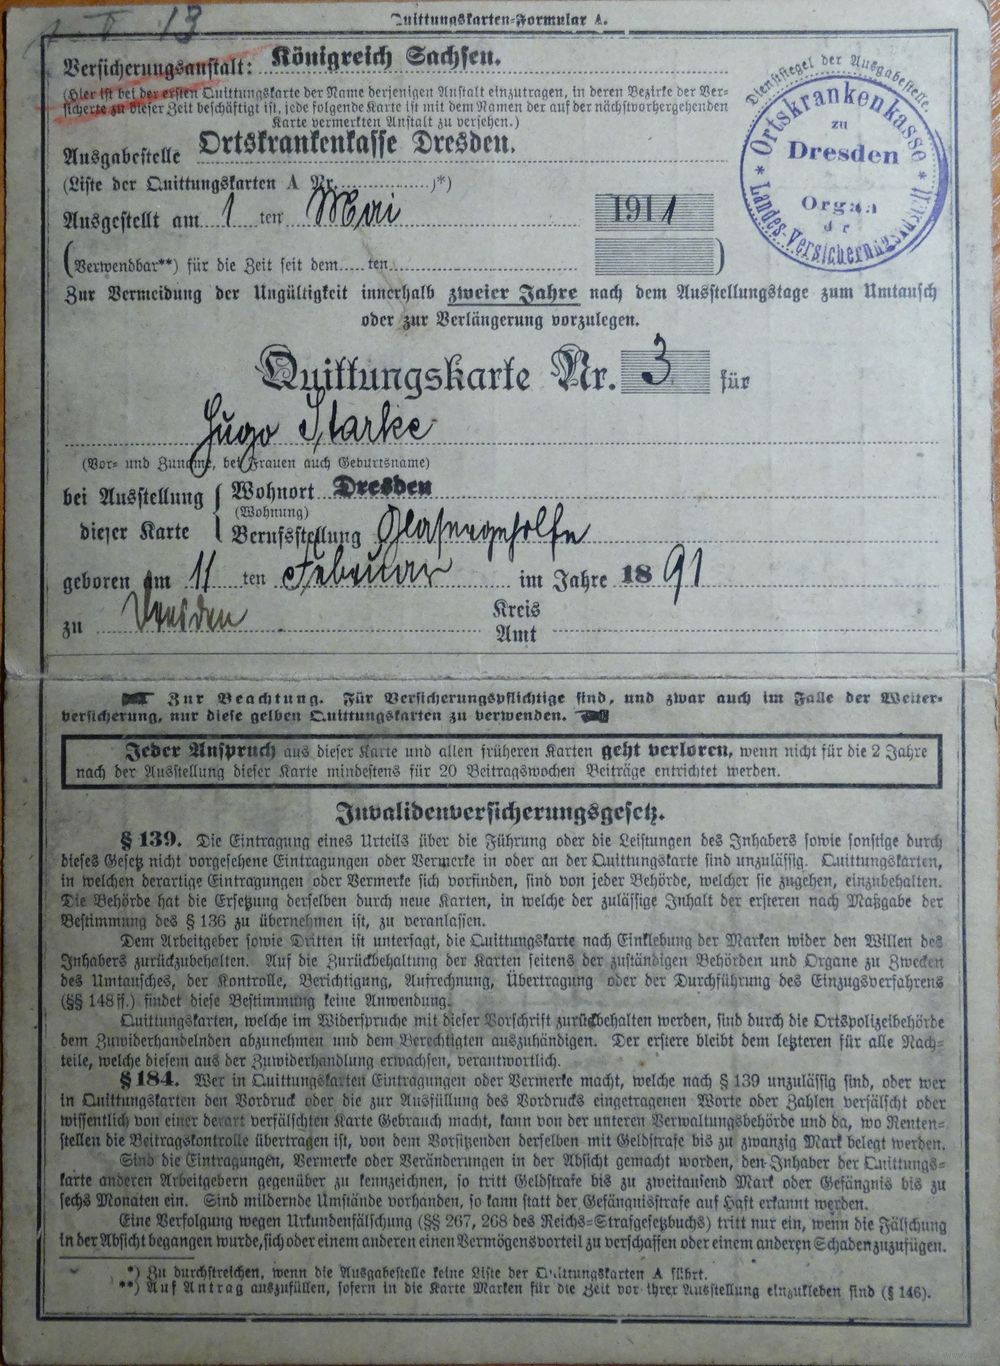 Quittungskarten-Formular A.
Versicherungsanstalt: Königreich Sachsen.
(Hier ist bei der ersten Quittungskarte der Name derjenigen Anstalt einzutragen, in deren Bezirke der Ver-
sicherte zu dieser Zeit beschäftigt ist, jede folgende Karte ist mit dem Namen der auf der nächstvorhergehenden
Karte vermerkten Anstalt zu versehen.)
Ausgabestelle Ortskrankenkasse Dresden.
(Liste der Quittungskarten A Nr. )*)
Ausgestellt am 1 ten Mai 1911
(Verwendbar**) für die Zeit seit dem ten )
Dienstsiegel der Ausgabestelle.
* Ortskrankenkasse *
zu
Dresden
Organ
der
Landes-Versicherungsanstalt
Zur Vermeidung der Ungültigkeit innerhalb zweier Jahre nach dem Ausstellungstage zum Umtausch
oder zur Verlängerung vorzulegen.
Quittungskarte Nr. 3 für
Hugo Starke
(Vor- und Zuname, bei Frauen auch Geburtsname)
bei Ausstellung
dieser Karte
Wohnort Dresden
(Wohnung)
Berufsstellung Glasergehilfe
geboren am 11 ten Februar im Jahre 1891
zu Dresden Kreis
Amt
Zur Beachtung. Für Versicherungspflichtige sind, und zwar auch im Falle der Weiter-
versicherung, nur diese gelben Quittungskarten zu verwenden.
Jeder Anspruch aus dieser Karte und allen früheren Karten geht verloren, wenn nicht für die 2 Jahre
nach der Ausstellung dieser Karte mindestens für 20 Beitragswochen Beiträge entrichtet werden.
Invalidenversicherungsgesetz.
§ 139. Die Eintragung eines Urteils über die Führung oder die Leistungen des Inhabers sowie sonstige durch
dieses Gesetz nicht vorgesehene Eintragungen oder Vermerke in oder an der Quittungskarte sind unzulässig. Quittungskarten,
in welchen derartige Eintragungen oder Vermerke sich vorfinden, sind von jeder Behörde, welcher sie zugehen, einzubehalten.
Die Behörde hat die Ersetzung derselben durch neue Karten, in welche der zulässige Inhalt der ersteren nach Maßgabe der
Bestimmung des § 136 zu übernehmen ist, zu veranlassen.
Dem Arbeitgeber sowie Dritten ist untersagt, die Quittungskarte nach Einklebung der Marken wider den Willen des
Inhabers zurückzubehalten. Auf die Zurückbehaltung der Karten seitens der zuständigen Behörden und Organe zu Zwecken
des Umtausches, der Kontrolle, Berichtigung, Aufrechnung, Übertragung oder der Durchführung des Einzugsverfahrens
(§§ 148 ff.) findet diese Bestimmung keine Anwendung.
Quittungskarten, welche im Widerspruche mit dieser Vorschrift zurückbehalten werden, sind durch die Ortspolizeibehörde
dem Zuwiderhandelnden abzunehmen und dem Berechtigten auszuhändigen. Der erstere bleibt dem letzteren für alle Nach-
teile, welche diesem aus der Zuwiderhandlung erwachsen, verantwortlich.
§ 184. Wer in Quittungskarten Eintragungen oder Vermerke macht, welche nach § 139 unzulässig sind, oder wer
in Quittungskarten den Vordruck oder die zur Ausfüllung des Vordrucks eingetragenen Worte oder Zahlen verfälscht oder
wissentlich von einer derart verfälschten Karte Gebrauch macht, kann von der unteren Verwaltungsbehörde und da, wo Renten-
stellen die Beitragskontrolle übertragen ist, von dem Vorsitzenden derselben mit Geldstrafe bis zu zwanzig Mark belegt werden.
Sind die Eintragungen, Vermerke oder Veränderungen in der Absicht gemacht worden, den Inhaber der Quittungs-
karte anderen Arbeitgebern gegenüber zu kennzeichnen, so tritt Geldstrafe bis zu zweitausend Mark oder Gefängnis bis zu
sechs Monaten ein. Sind mildernde Umstände vorhanden, so kann statt der Gefängnisstrafe auf Haft erkannt werden.
Eine Verfolgung wegen Urkundenfälschung (§§ 267, 268 des Reichs-Strafgesetzbuchs) tritt nur ein, wenn die Fälschung
in der Absicht begangen wurde, sich oder einem anderen einen Vermögensvorteil zu verschaffen oder einem anderen Schaden zuzufügen.
*) Zu durchstreichen, wenn die Ausgabestelle keine Liste der Quittungskarten A führt.
**) Auf Antrag auszufüllen, sofern in die Karte Marken für die Zeit vor ihrer Ausstellung einzukleben sind (§ 146).